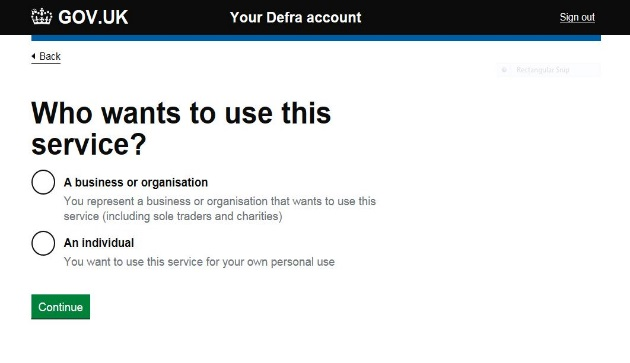 GOV.UK
Your Defra account
Sign out
Back
Rectangular Snip
Who wants to use this
service?
A business or organisation
You represent a business or organisation that wants to use this
service (including sole traders and charities)
An individual
You want to use this service for your own personal use
Continue